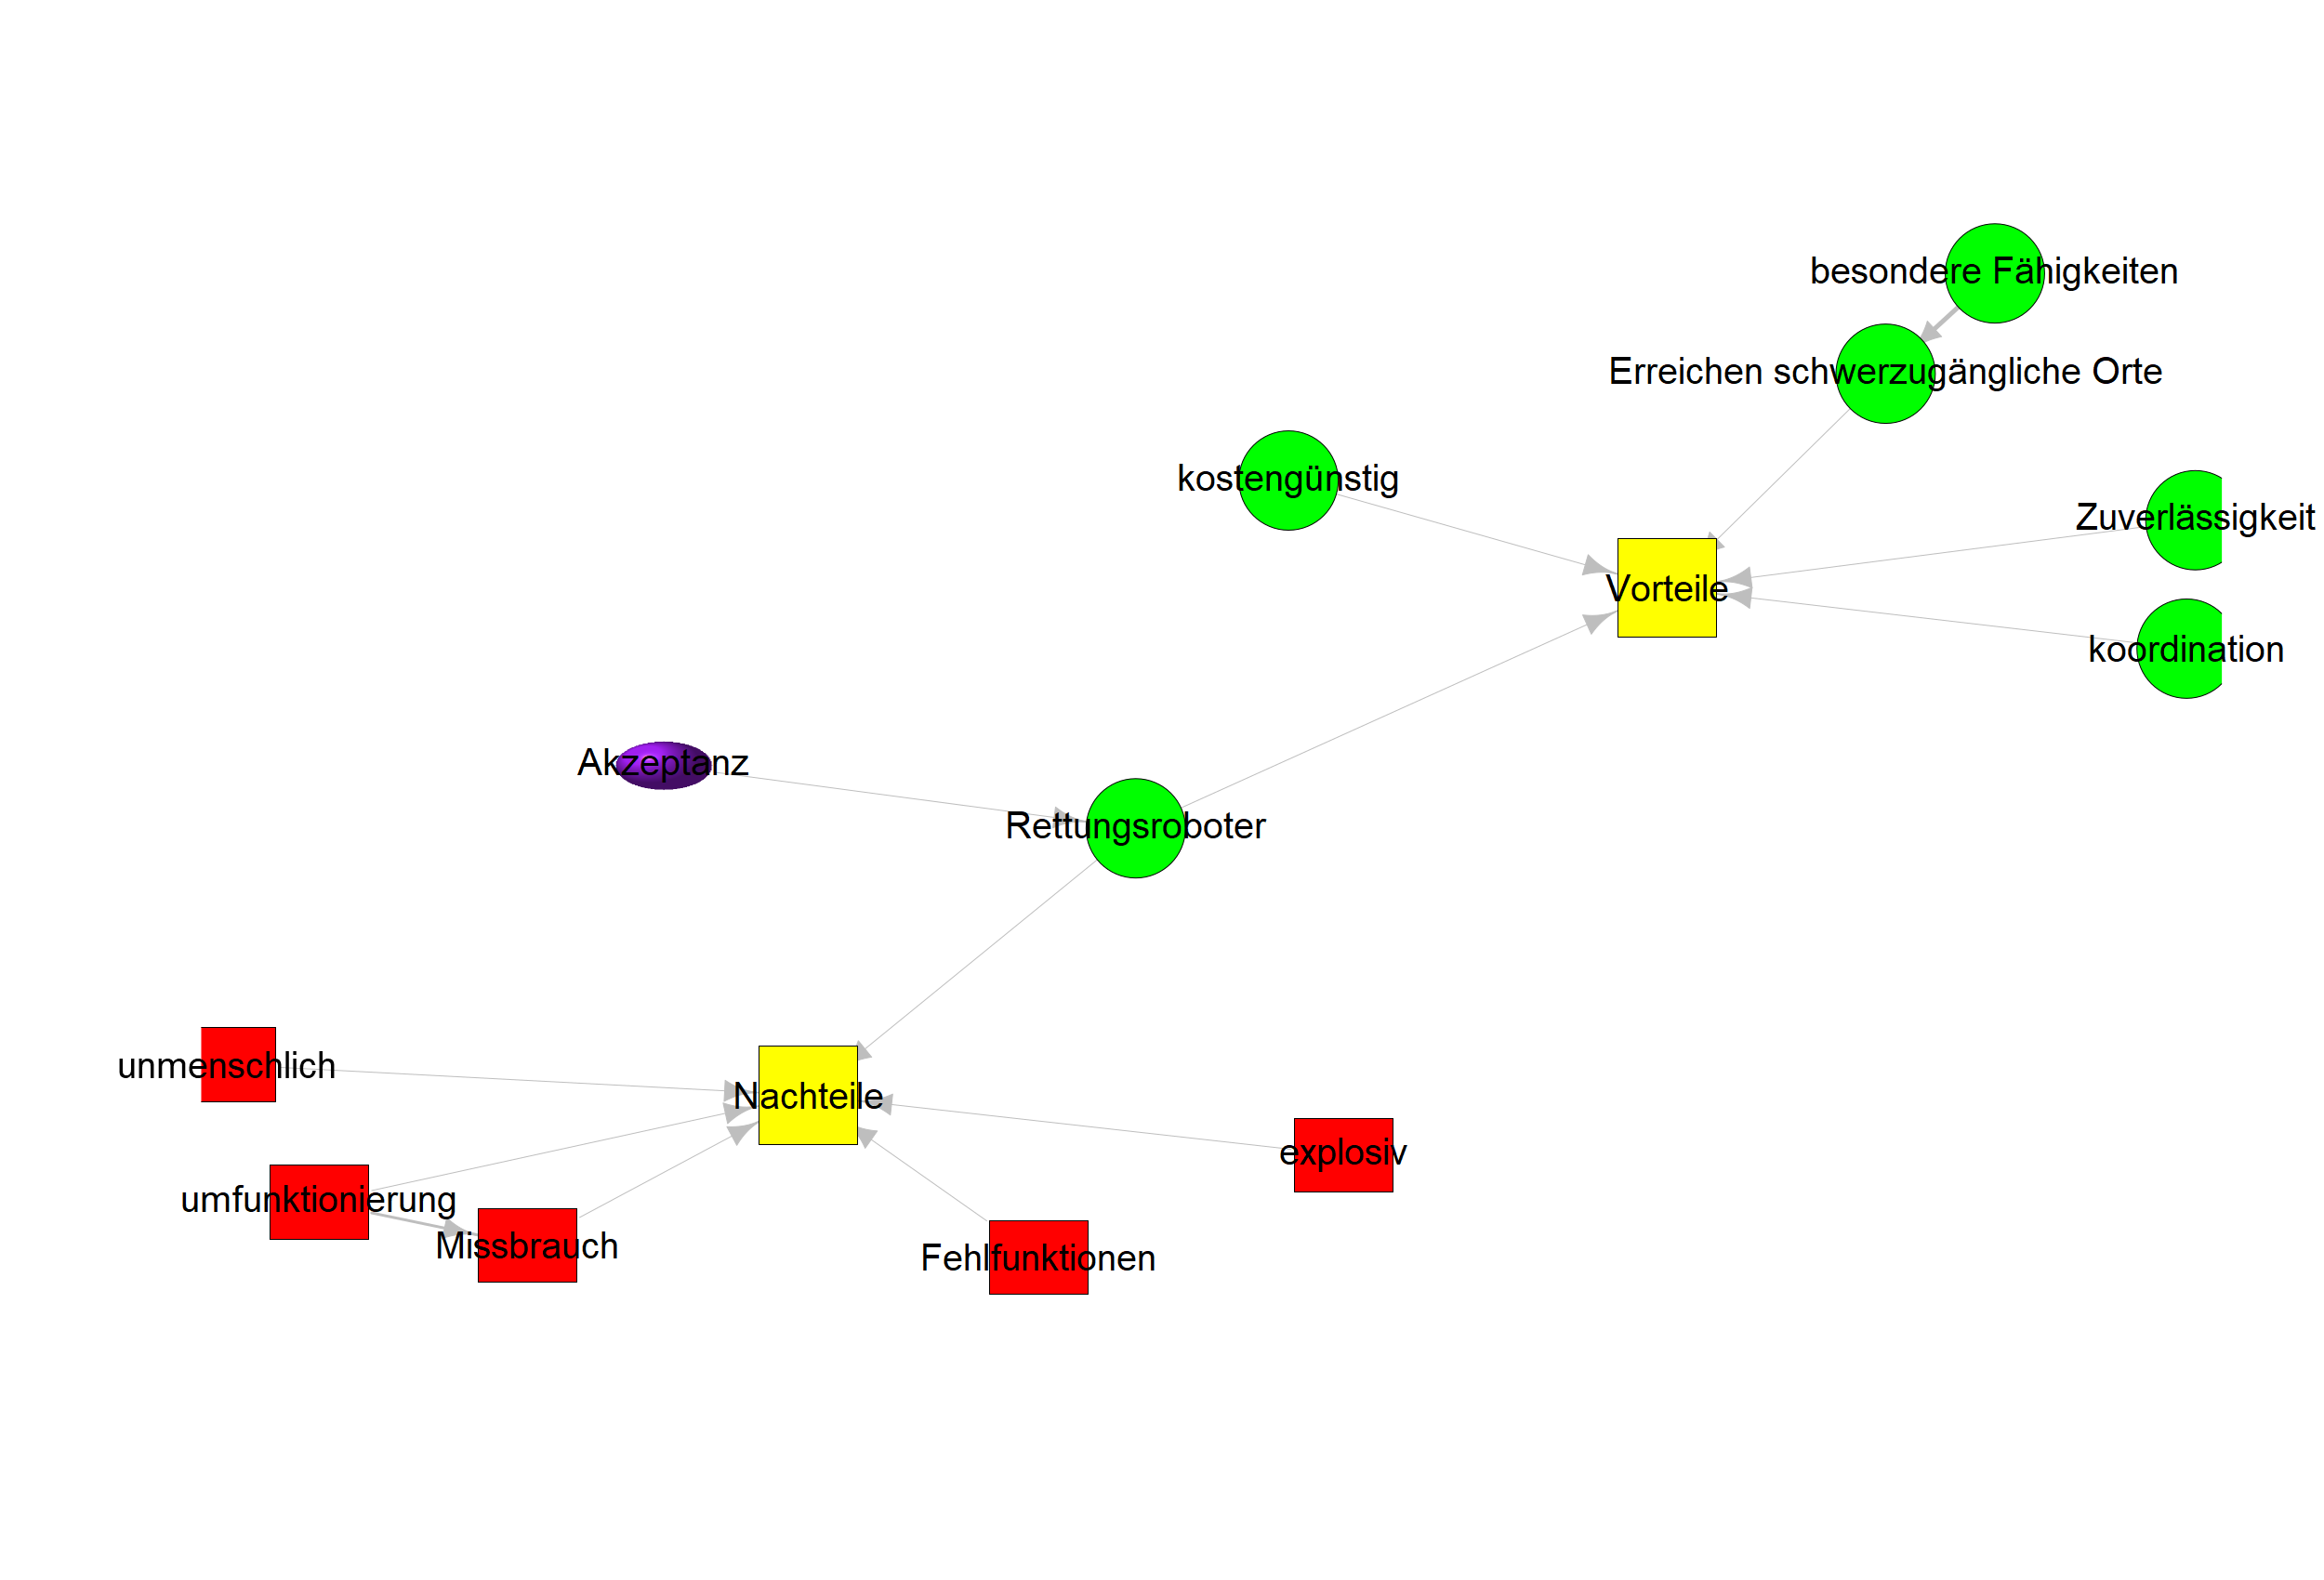 besondere Fähigkeiten
Erreichen schwerzugängliche Orte
kostengünstig
Zuverlässigkeit
Vorteile
koordination
Akzeptanz
Rettungsroboter
unmenschlich
Nachteile
explosiv
umfunktionierung
Missbrauch
Fehlfunktionen